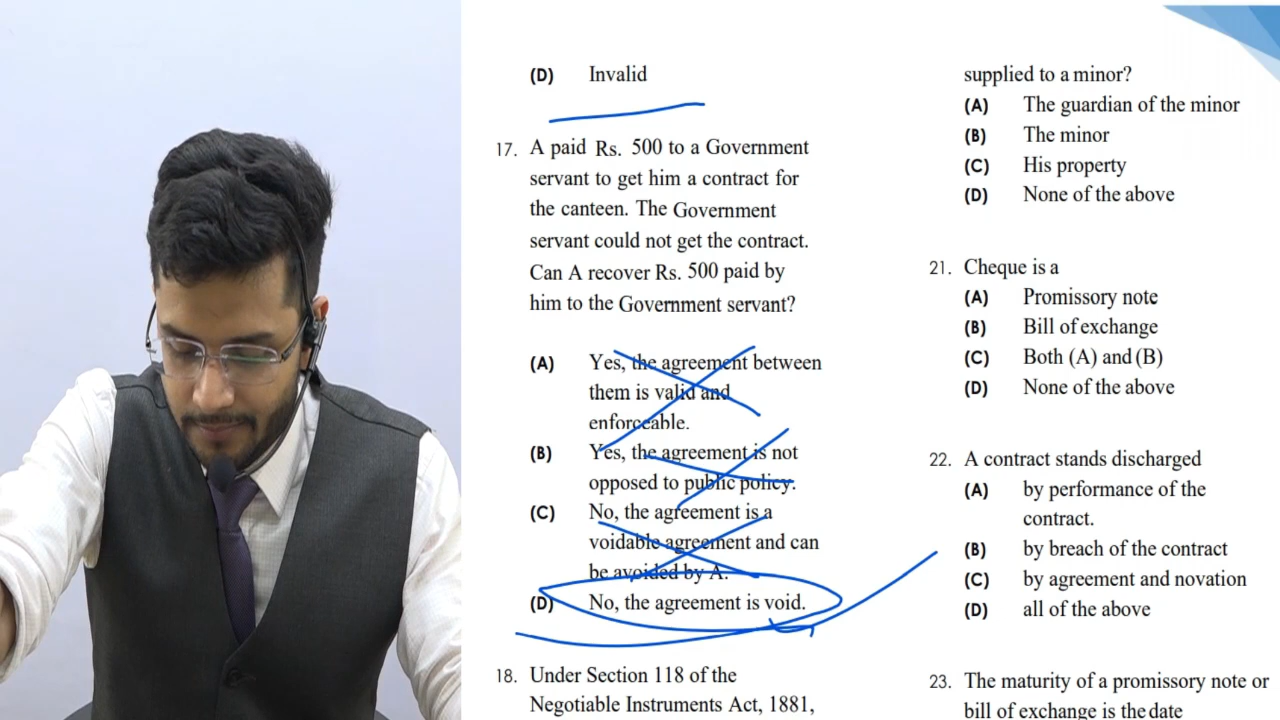 (D) Invalid
17. A paid Rs. 500 to a Government
servant to get him a contract for
the canteen. The Government
servant could not get the contract.
Can A recover Rs. 500 paid by
him to the Government servant?
(A) Yes, the agreement between
them is valid and
enforceable.
(B) Yes, the agreement is not
opposed to public policy.
(C) No, the agreement is a
voidable agreement and can
be avoided by A.
(D) No, the agreement is void.
18. Under Section 118 of the
Negotiable Instruments Act, 1881,
supplied to a minor?
(A) The guardian of the minor
(B) The minor
(C) His property
(D) None of the above
21. Cheque is a
(A) Promissory note
(B) Bill of exchange
(C) Both (A) and (B)
(D) None of the above
22. A contract stands discharged
(A) by performance of the
contract.
(B) by breach of the contract
(C) by agreement and novation
(D) all of the above
23. The maturity of a promissory note or
bill of exchange is the date